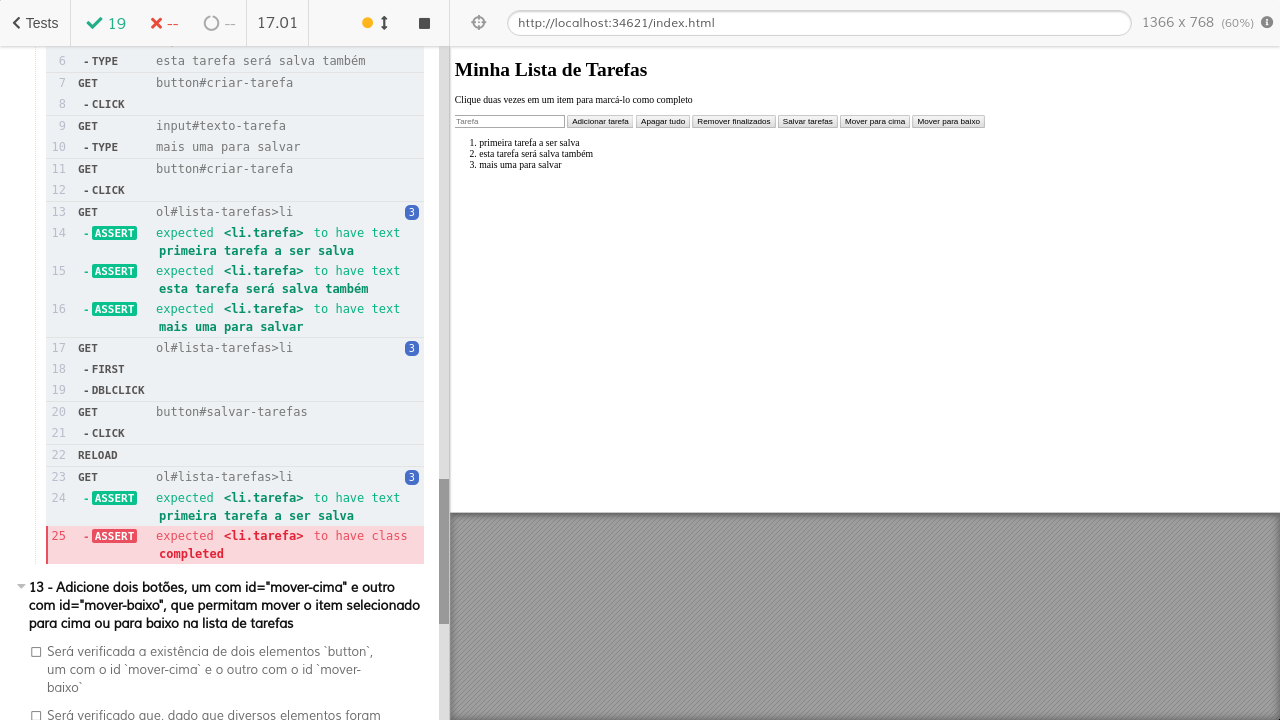 Tests 19 -- -- 17.01
http://localhost:34621/index.html 1366 x 768 (60%)
6 - TYPE esta tarefa será salva também
7 GET button#criar-tarefa
8 - CLICK
9 GET input#texto-tarefa
10 - TYPE mais uma para salvar
11 GET button#criar-tarefa
12 - CLICK
13 GET ol#lista-tarefas>li 3
14 - ASSERT expected <li.tarefa> to have text
primeira tarefa a ser salva
15 - ASSERT expected <li.tarefa> to have text
esta tarefa será salva também
16 - ASSERT expected <li.tarefa> to have text
mais uma para salvar
17 GET ol#lista-tarefas>li 3
18 - FIRST
19 - DBLCLICK
20 GET button#salvar-tarefas
21 - CLICK
22 RELOAD
23 GET ol#lista-tarefas>li 3
24 - ASSERT expected <li.tarefa> to have text
primeira tarefa a ser salva
25 - ASSERT expected <li.tarefa> to have class
completed
13 - Adicione dois botões, um com id="mover-cima" e outro
com id="mover-baixo", que permitam mover o item selecionado
para cima ou para baixo na lista de tarefas
Será verificada a existência de dois elementos `button`,
um com o id `mover-cima` e o outro com o id `mover-
baixo`
Será verificado que, dado que diversos elementos foram
Minha Lista de Tarefas
Clique duas vezes em um item para marcá-lo como completo
Tarefa Adicionar tarefa Apagar tudo Remover finalizados Salvar tarefas Mover para cima Mover para baixo
1. primeira tarefa a ser salva
2. esta tarefa será salva também
3. mais uma para salvar